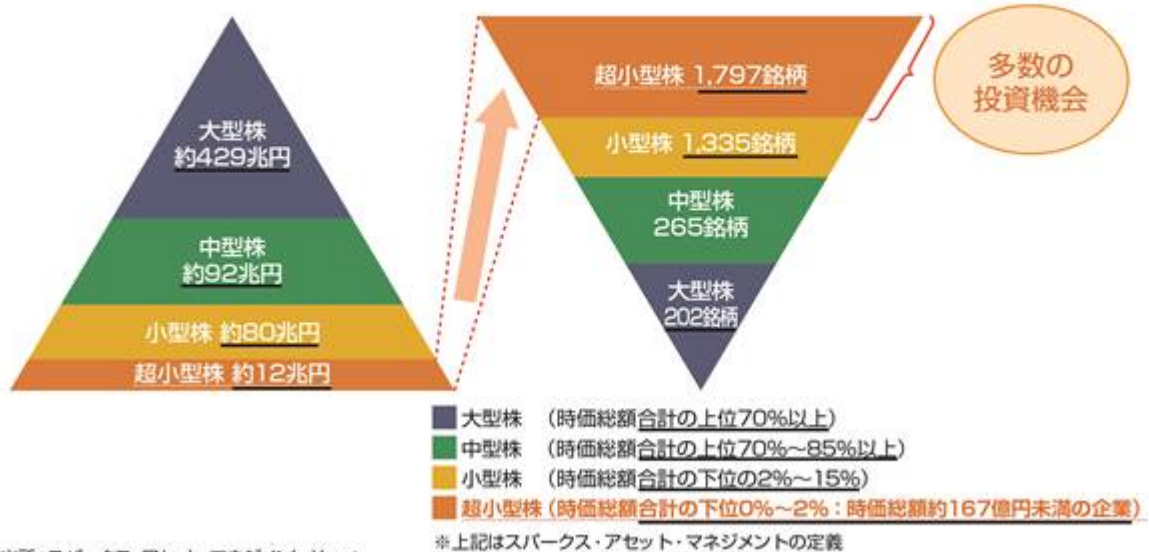 大型株
約429兆円
中型株
約92兆円
小型株 約80兆円
超小型株 約12兆円
超小型株 1,797銘柄
小型株 1,335銘柄
中型株
265銘柄
大型株
202銘柄
多数の
投資機会
大型株 （時価総額合計の上位70%以上）
中型株 （時価総額合計の上位70%～85%以上）
小型株 （時価総額合計の下位の2%～15%）
超小型株（時価総額合計の下位0%～2%：時価総額約167億円未満の企業）
※上記はスパークス・アセット・マネジメントの定義